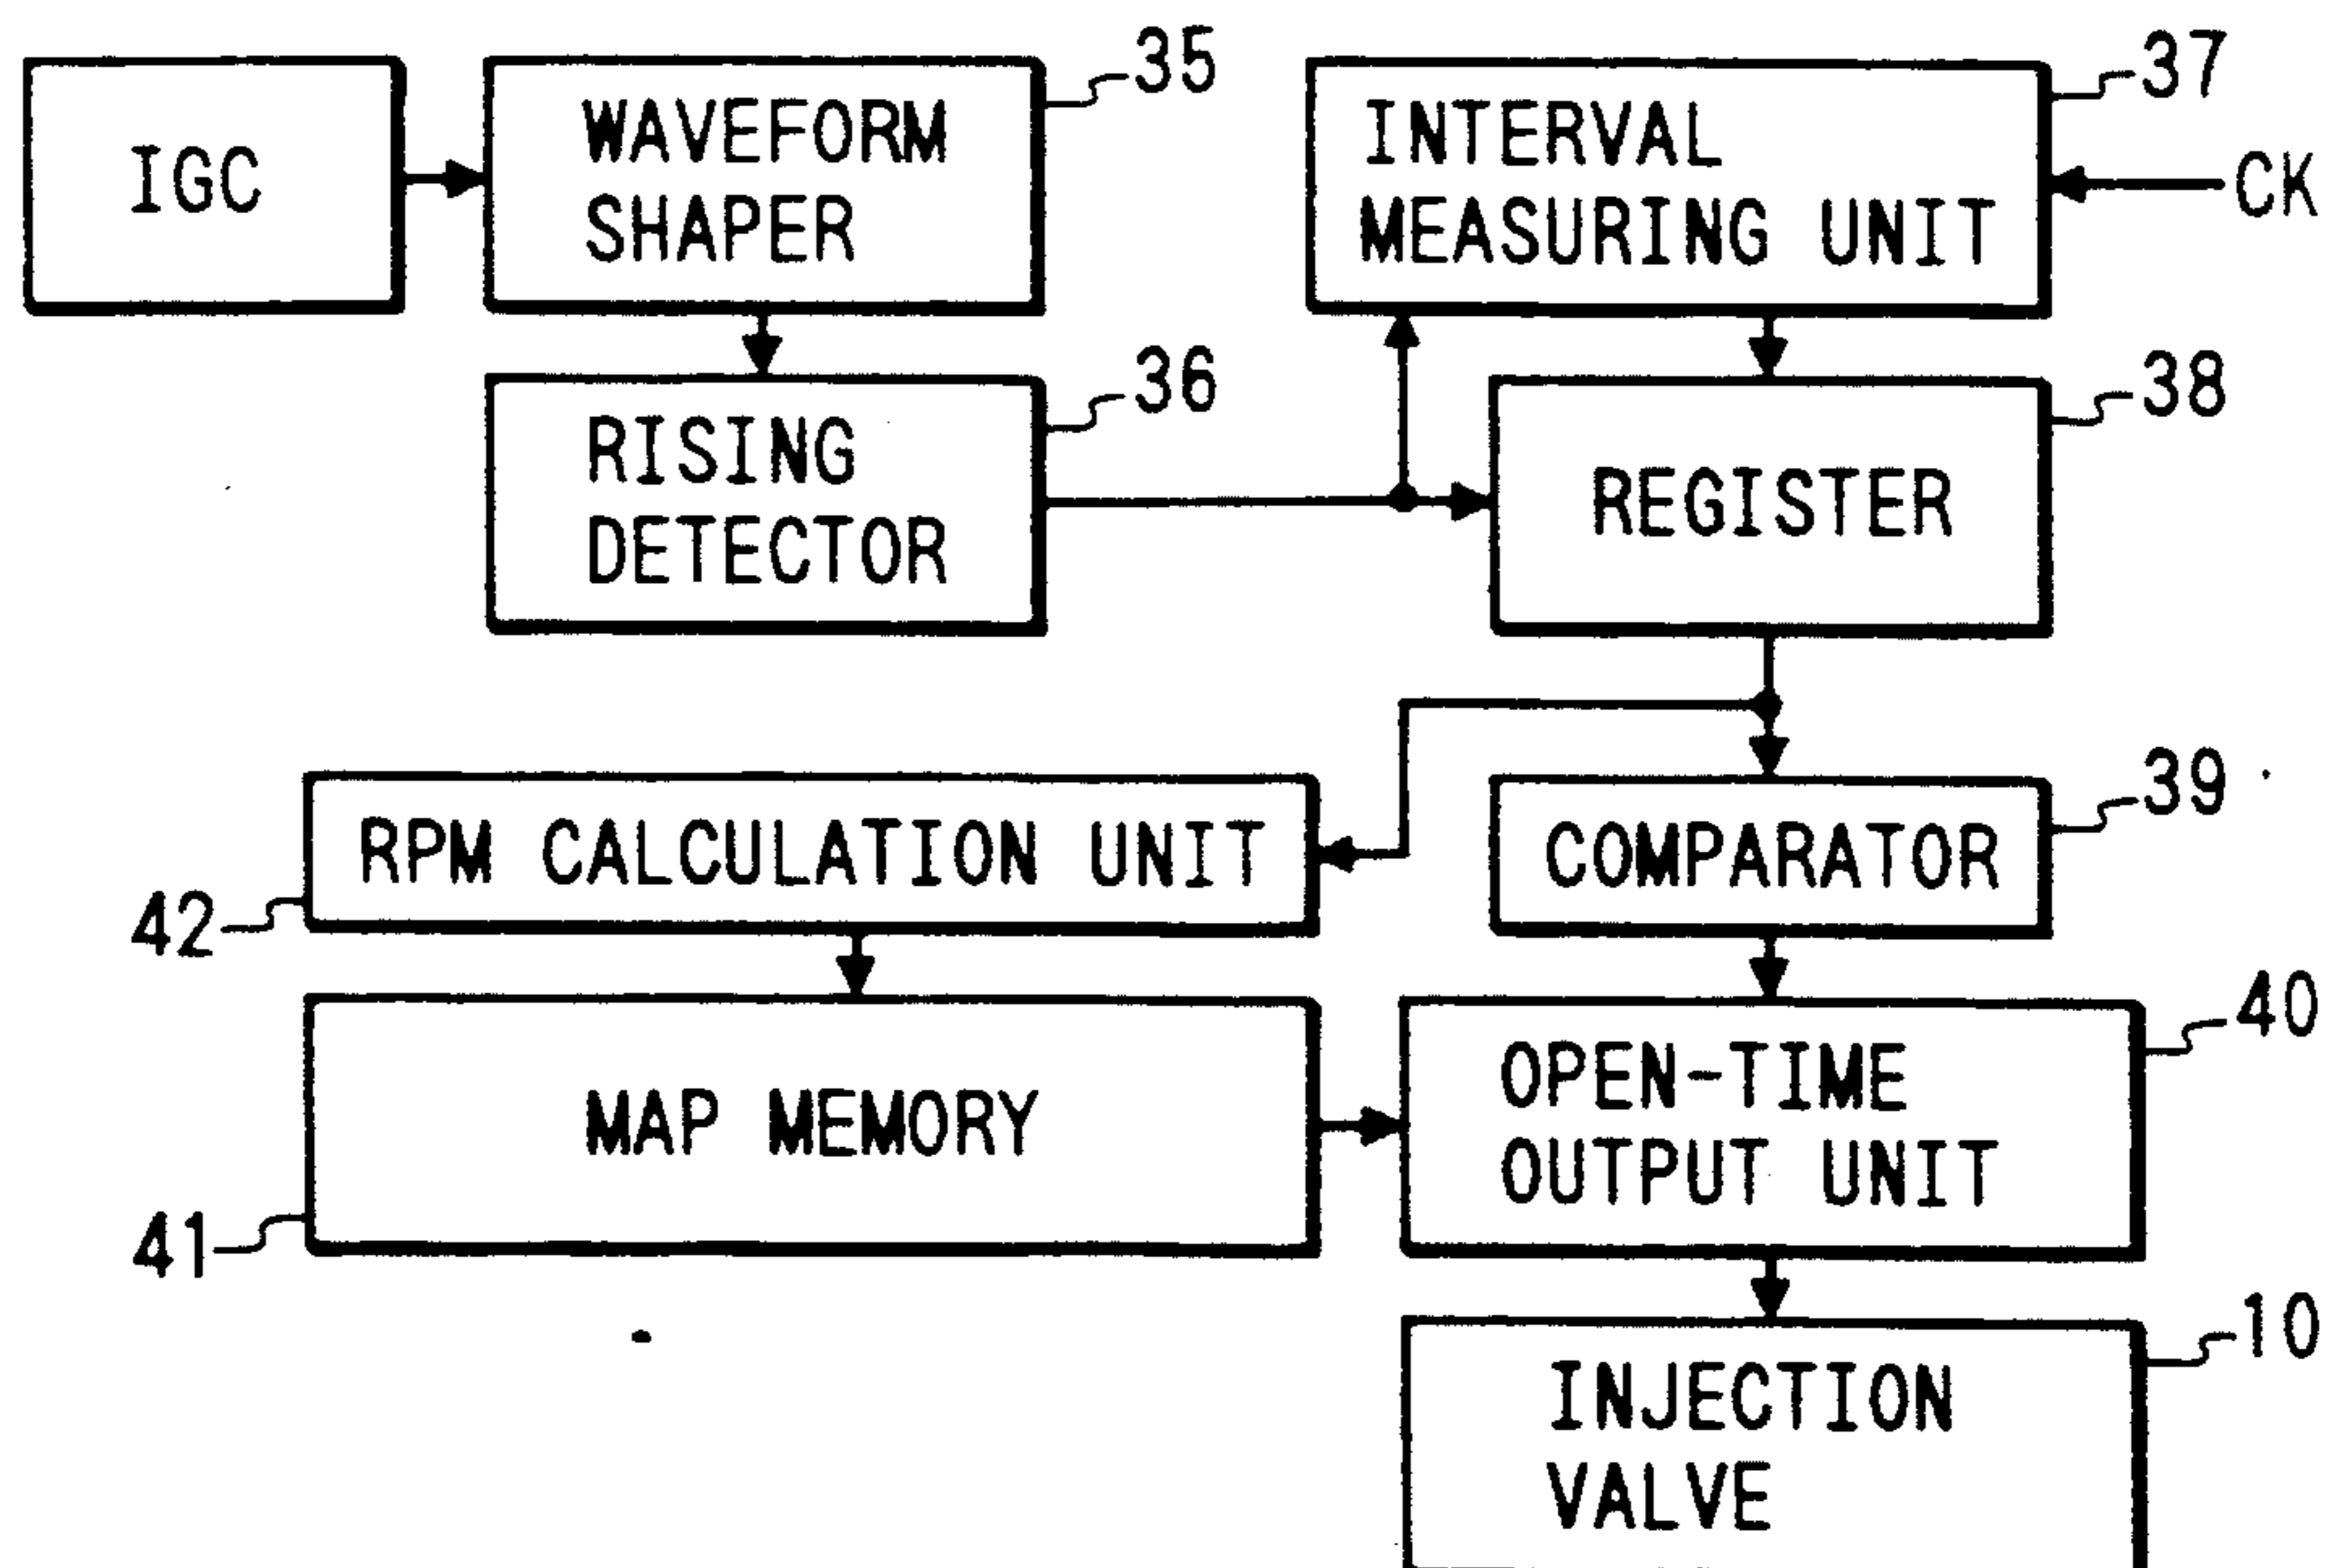 IGC
WAVEFORM
SHAPER
35
INTERVAL
MEASURING UNIT
37
CK
RISING
DETECTOR
36
REGISTER
38
RPM CALCULATION UNIT
42
COMPARATOR
39
MAP MEMORY
41
OPEN-TIME
OUTPUT UNIT
40
INJECTION
VALVE
10